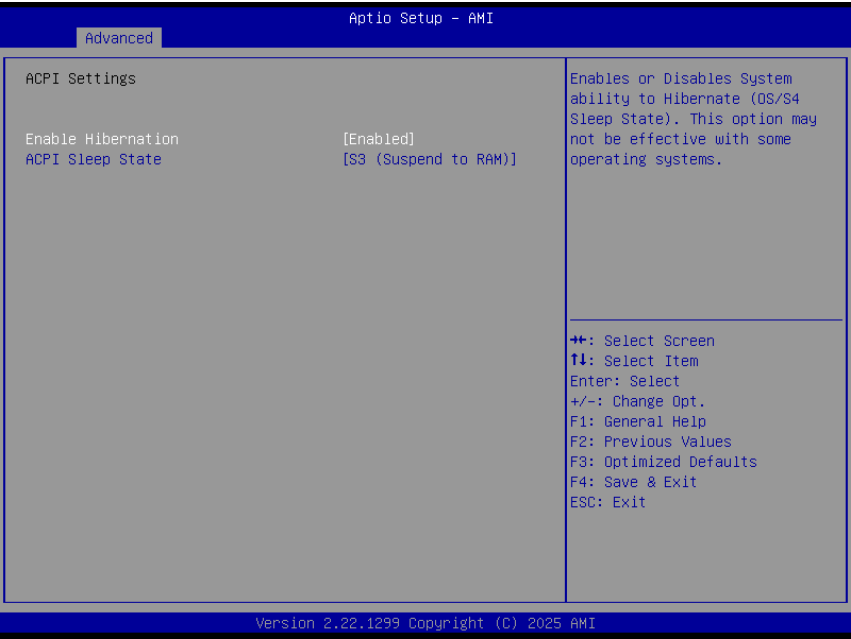 Aptio Setup – AMI
Advanced
ACPI Settings
Enable Hibernation [Enabled]
ACPI Sleep State [S3 (Suspend to RAM)]
Enables or Disables System
ability to Hibernate (OS/S4
Sleep State). This option may
not be effective with some
operating systems.
→←: Select Screen
↑↓: Select Item
Enter: Select
+/-: Change Opt.
F1: General Help
F2: Previous Values
F3: Optimized Defaults
F4: Save & Exit
ESC: Exit
Version 2.22.1299 Copyright (C) 2025 AMI